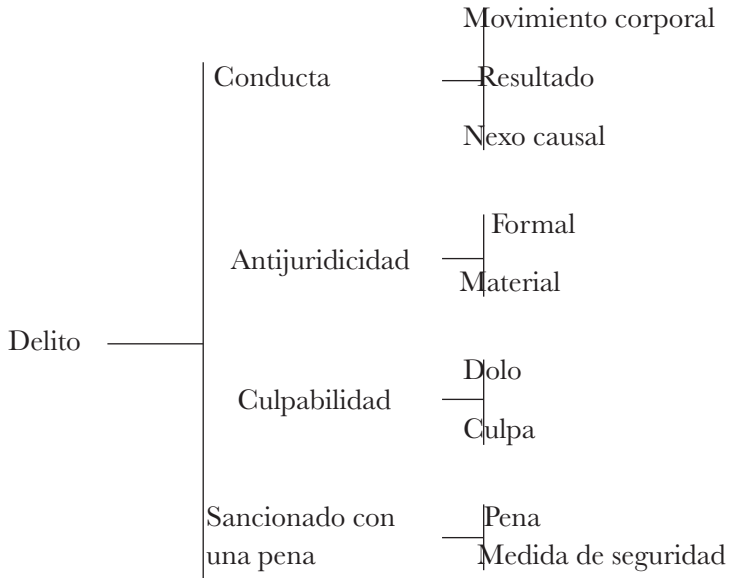 Movimiento corporal
Conducta
Resultado
Nexo causal
Formal
Antijuridicidad
Material
Delito
Dolo
Culpabilidad
Culpa
Sancionado con
una pena
Pena
Medida de seguridad